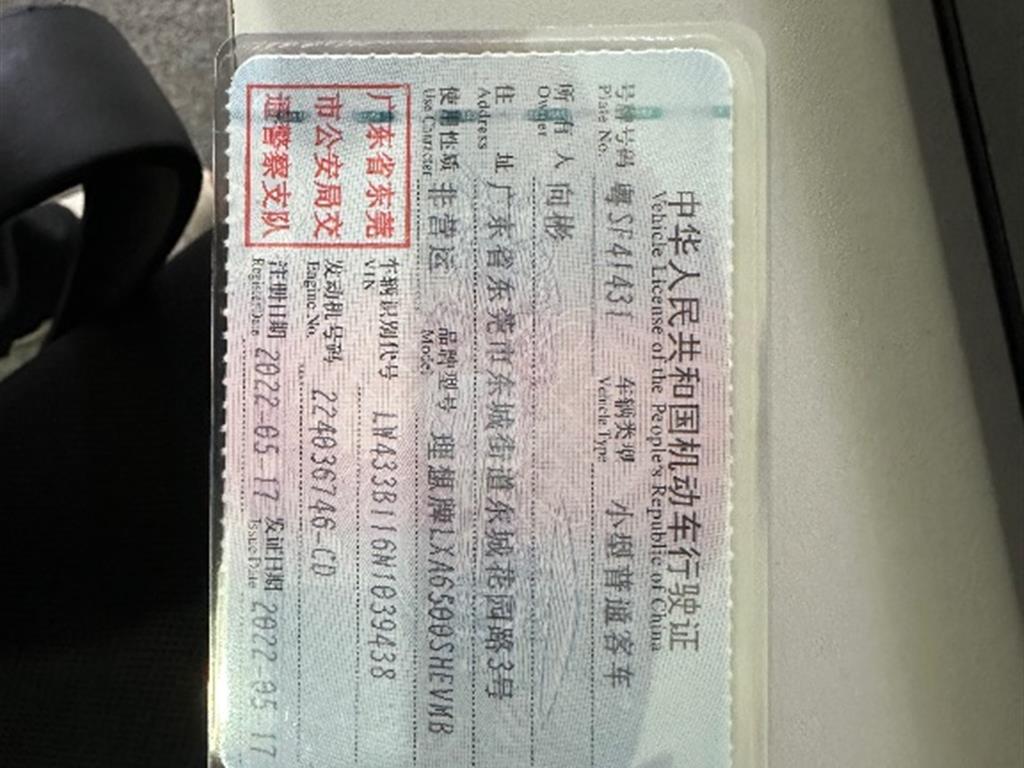 中华人民共和国机动车行驶证
Vehicle License of the People's Republic of China
号牌号码 粤SF41431 车辆类型 小型普通客车
Plate No. Vehicle Type
所有人 向彬
Owner
住址 广东省东莞市东城街道东城花园路3号
Address
使用性质 非营运 品牌型号 理想牌LXA6500SHEVMB
Use Character Model
广东省东莞
市公安局交
通警察支队
车辆识别代号 LW433B116N1039438
VIN
发动机号码 224036746-CD
Engine No.
注册日期 2022-05-17 发证日期 2022-05-17
Register Date Issue Date